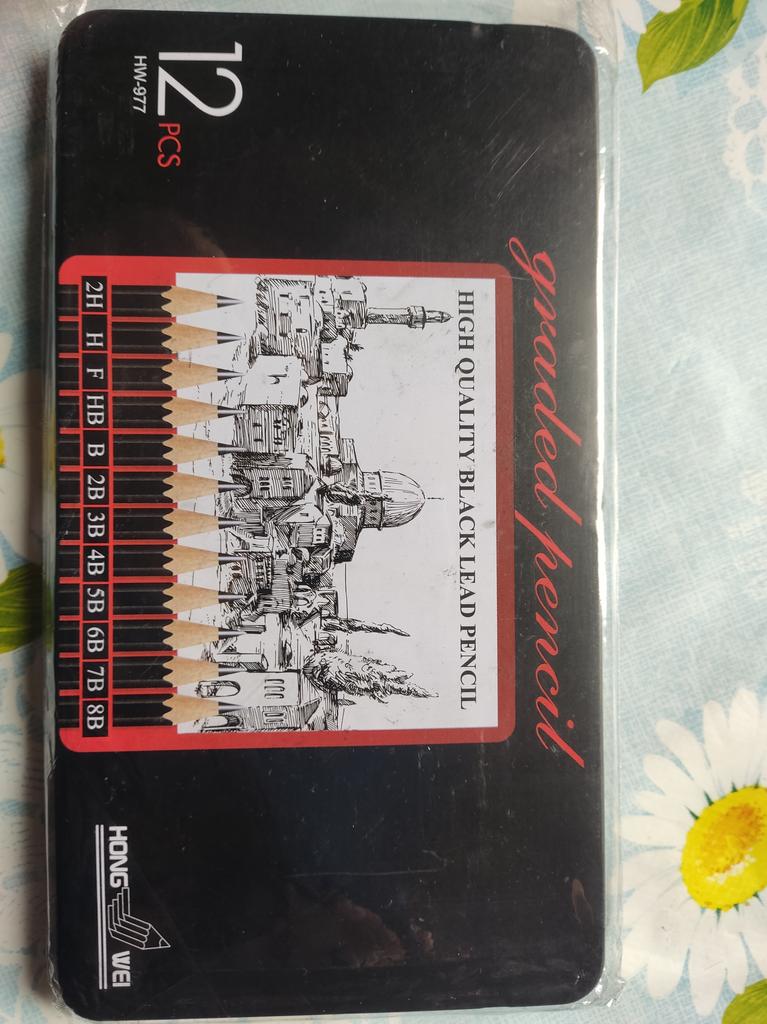 graded pencil
HIGH QUALITY BLACK LEAD PENCIL
2H H F HB B 2B 3B 4B 5B 6B 7B 8B
12 PCS
HW-977
HONG WEI